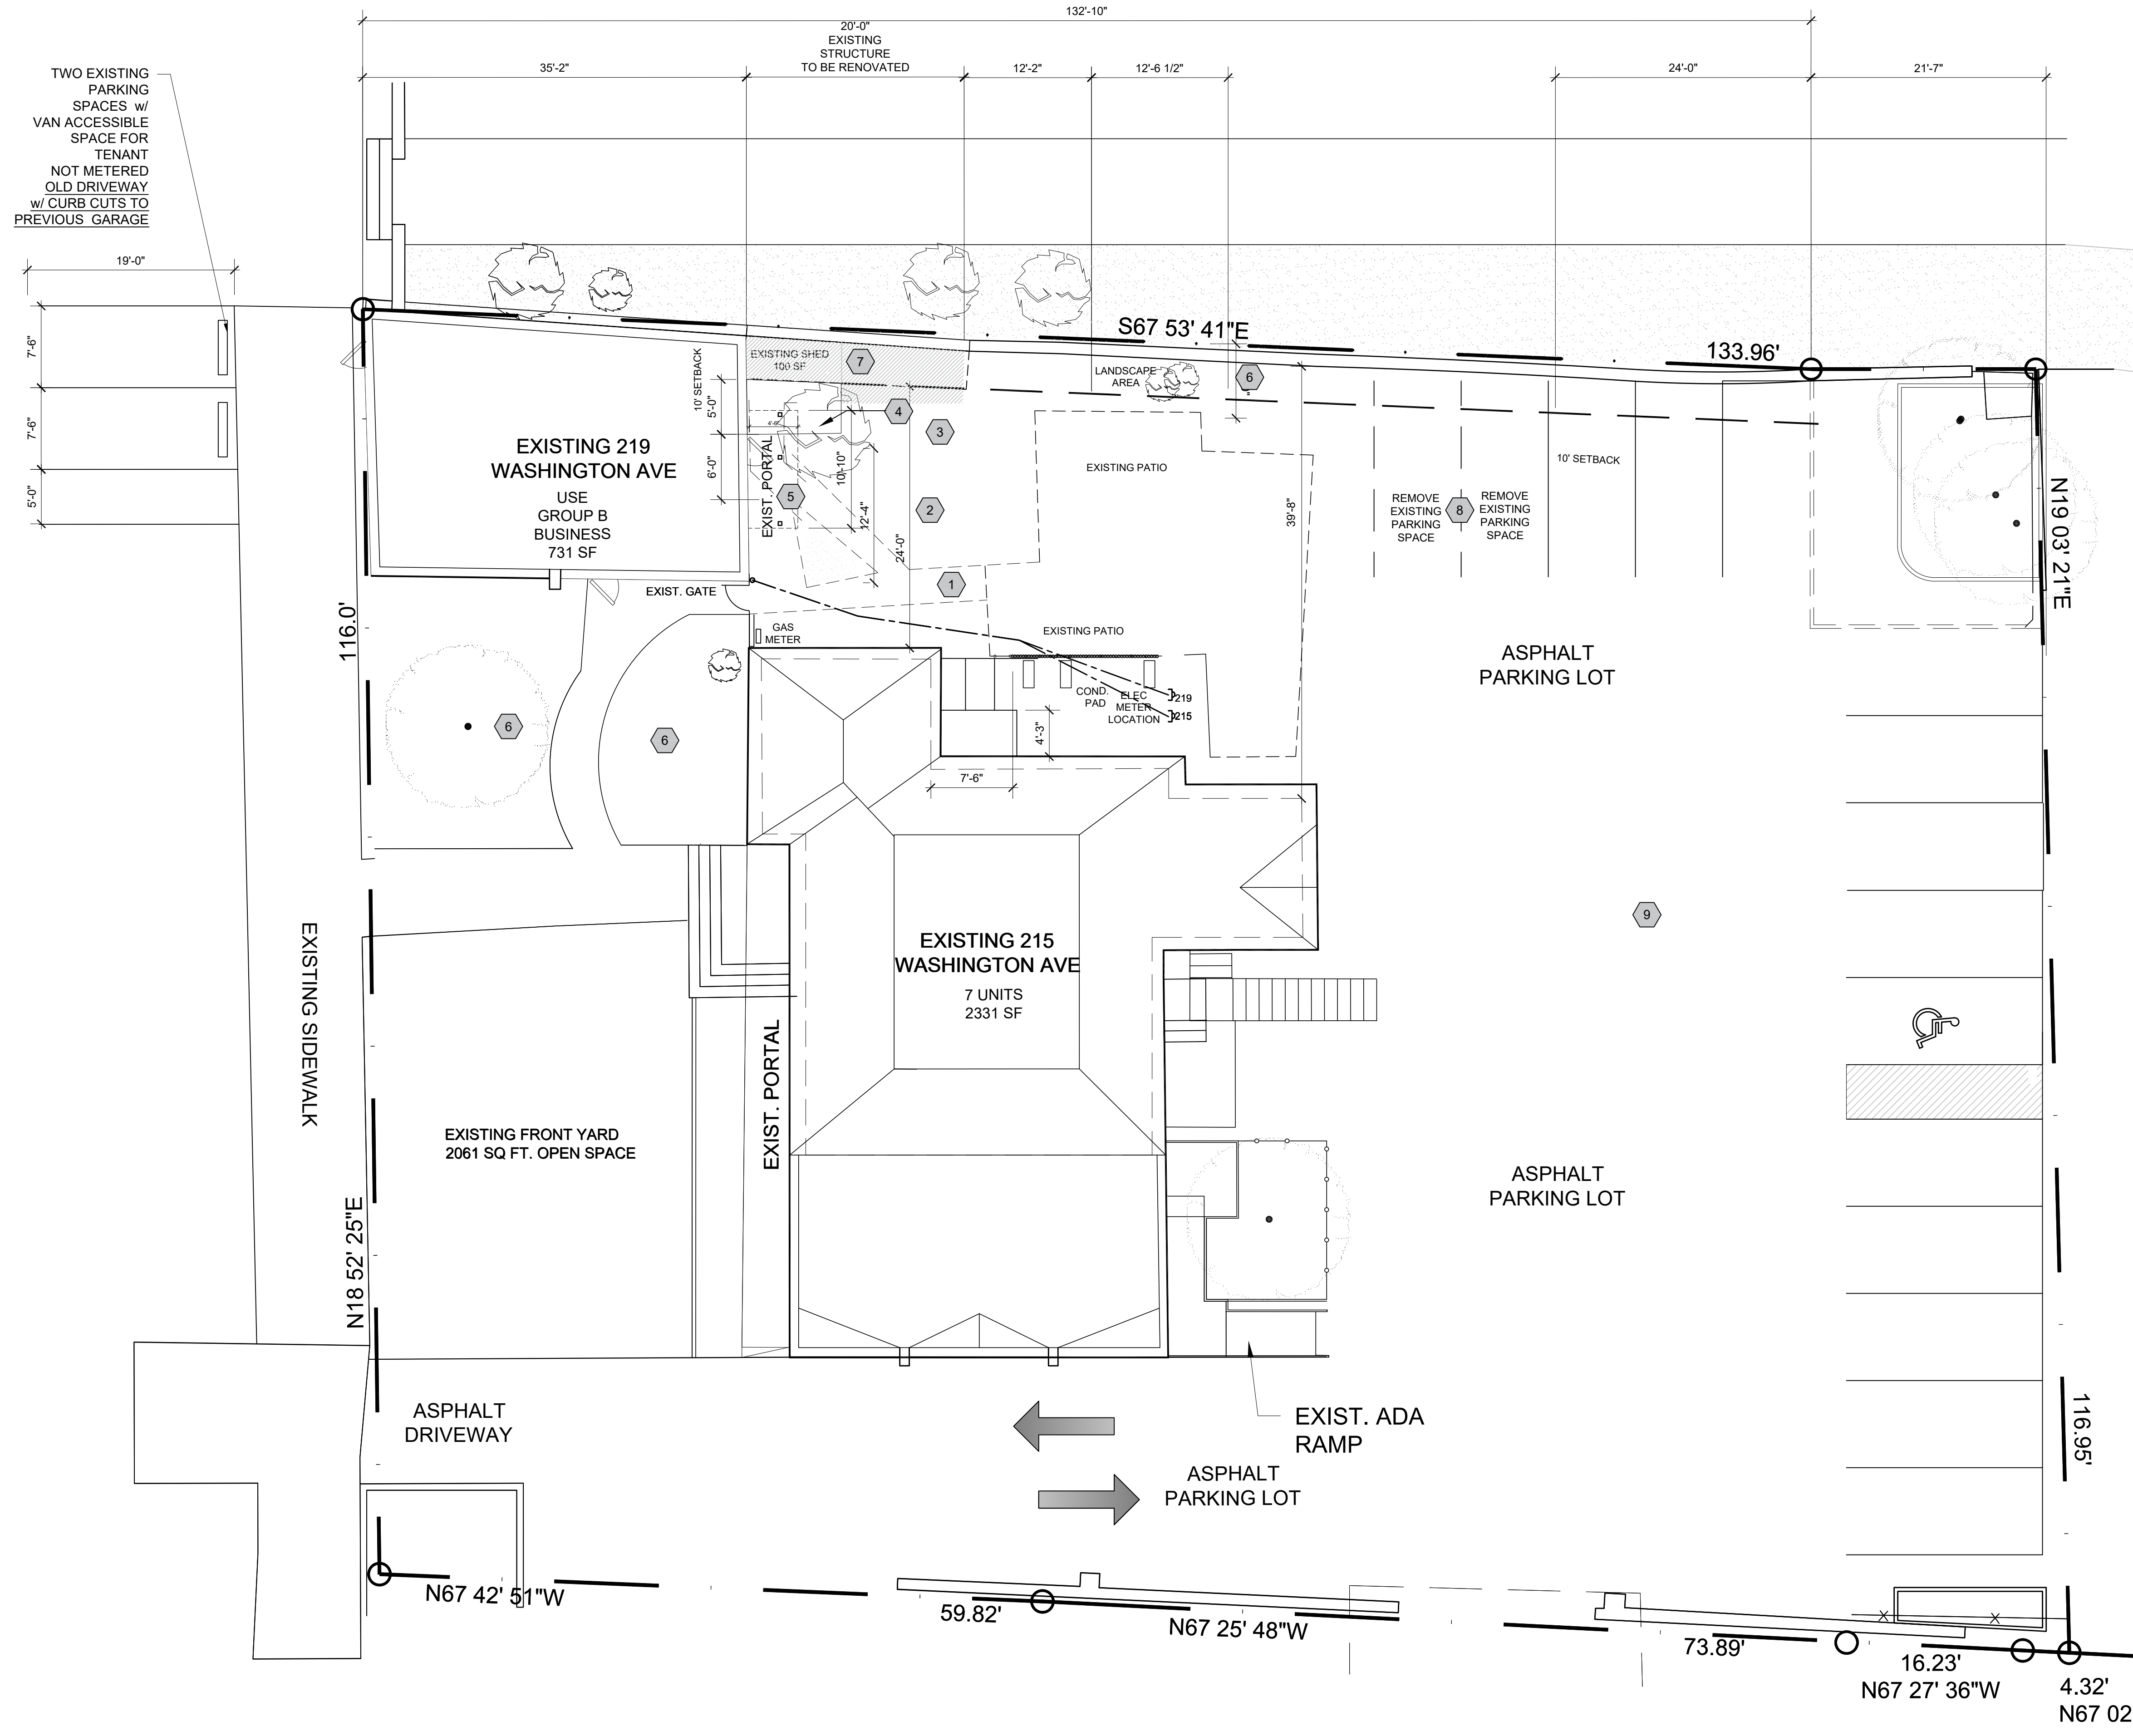 132'-10"
20'-0"
EXISTING
STRUCTURE
TO BE RENOVATED
35'-2"
12'-2"
12'-6 1/2"
24'-0"
21'-7"
TWO EXISTING
PARKING
SPACES w/
VAN ACCESSIBLE
SPACE FOR
TENANT
NOT METERED
OLD DRIVEWAY
w/ CURB CUTS TO
PREVIOUS GARAGE
19'-0"
7'-6"
7'-6"
5'-0"
S67 53' 41"E
133.96'
EXISTING SHED
100 SF
7
10' SETBACK
5'-0"
6'-0"
LANDSCAPE
AREA
6
4
3
EXISTING 219
WASHINGTON AVE
USE
GROUP B
BUSINESS
731 SF
EXIST. PORTAL
10'-10"
12'-4"
24'-0"
5
2
1
EXISTING PATIO
39'-8"
10' SETBACK
REMOVE
EXISTING
PARKING
SPACE
8
REMOVE
EXISTING
PARKING
SPACE
N19 03' 21"E
EXIST. GATE
GAS
METER
EXISTING PATIO
116.0'
ASPHALT
PARKING LOT
COND.
PAD
ELEC
METER
LOCATION
219
215
4'-3"
7'-6"
6
6
9
EXISTING 215
WASHINGTON AVE
7 UNITS
2331 SF
EXISTING SIDEWALK
EXIST. PORTAL
EXISTING FRONT YARD
2061 SQ FT. OPEN SPACE
ASPHALT
PARKING LOT
N18 52' 25"E
ASPHALT
DRIVEWAY
EXIST. ADA
RAMP
116.95'
ASPHALT
PARKING LOT
N67 42' 51"W
59.82'
N67 25' 48"W
73.89'
16.23'
N67 27' 36"W
4.32'
N67 02